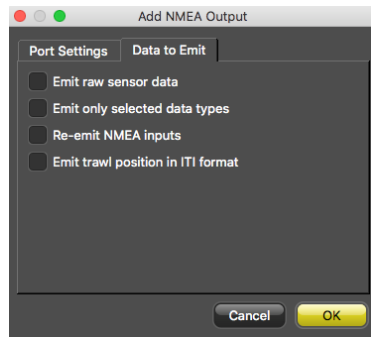 Add NMEA Output
Port Settings Data to Emit
Emit raw sensor data
Emit only selected data types
Re-emit NMEA inputs
Emit trawl position in ITI format
Cancel OK